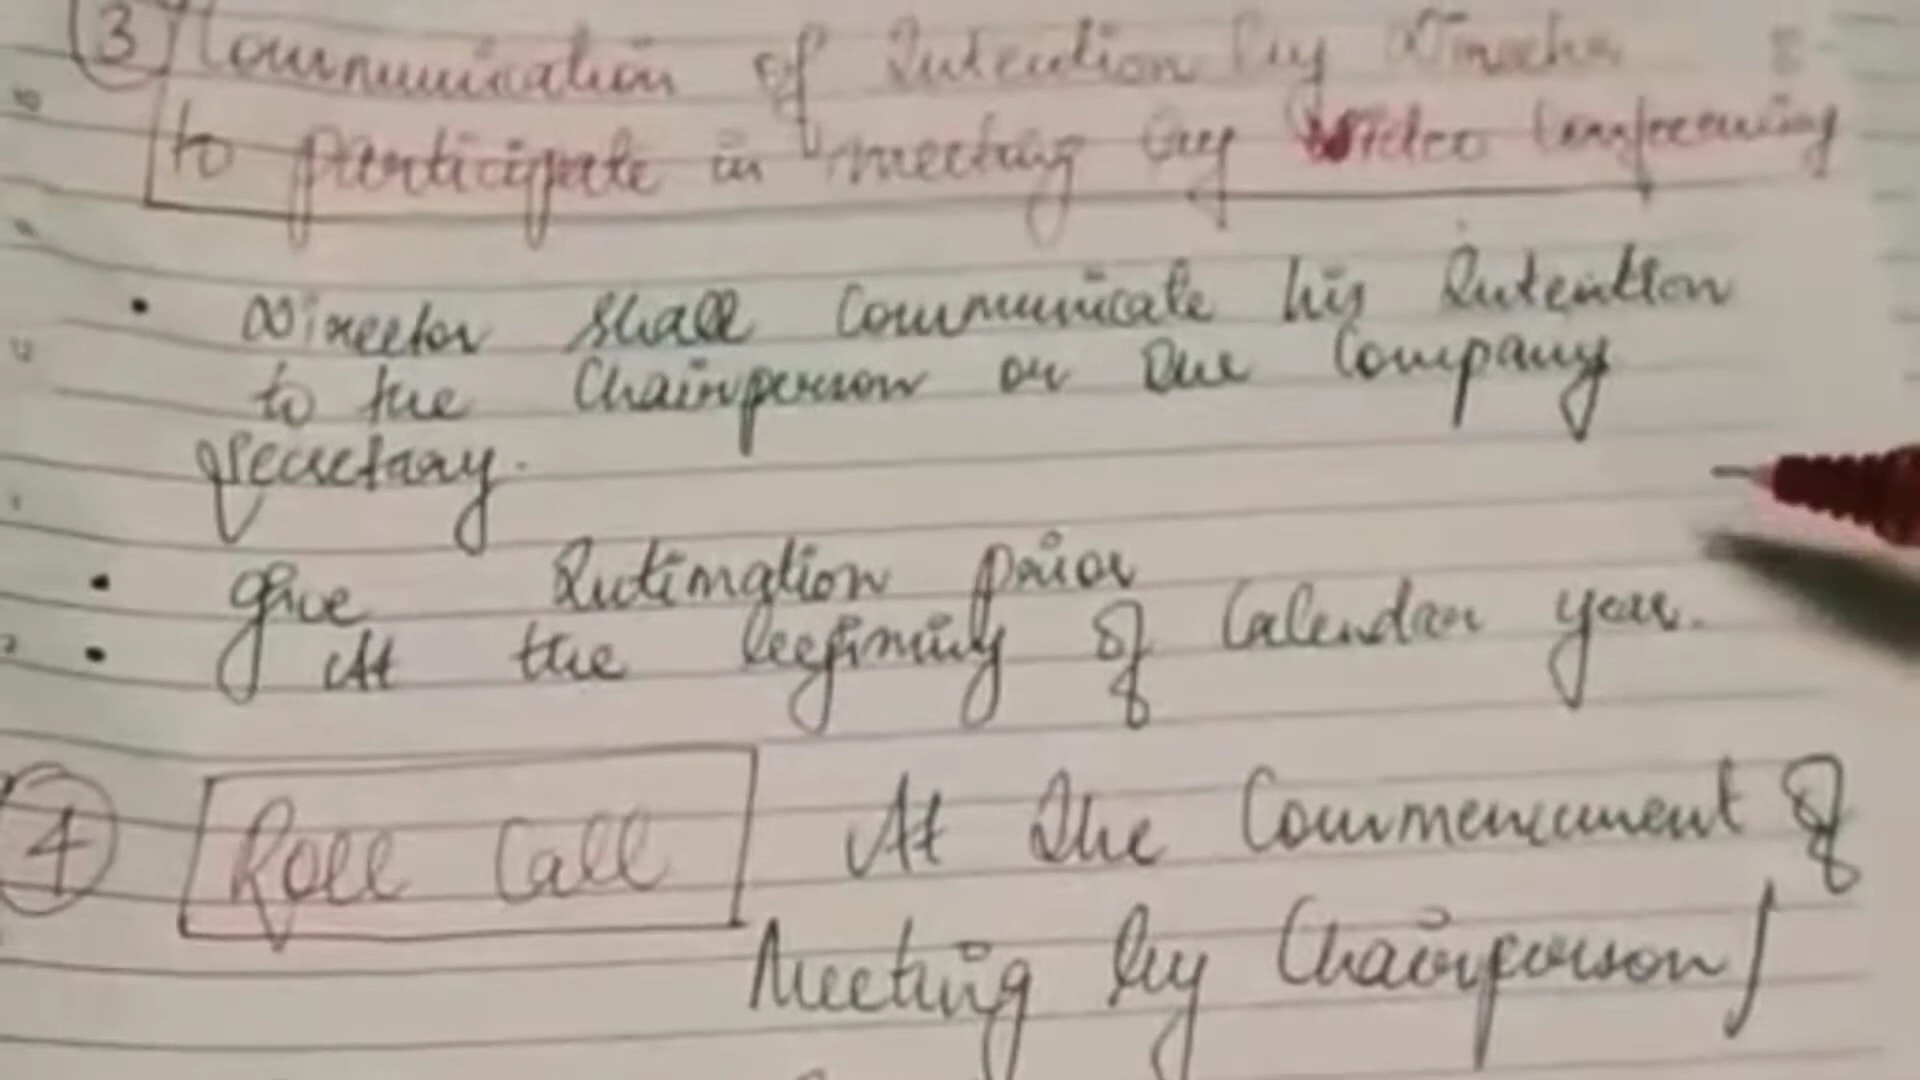 3 Communication of Intention by Director
to participate in meeting by Video Conferencing
• Director shall Communicate his Intention
to the Chairperson or the Company
Secretary.
• give Intimation prior
• At the beginning of Calendar year.
4 Roll Call At the Commencement of
Meeting by Chairperson/